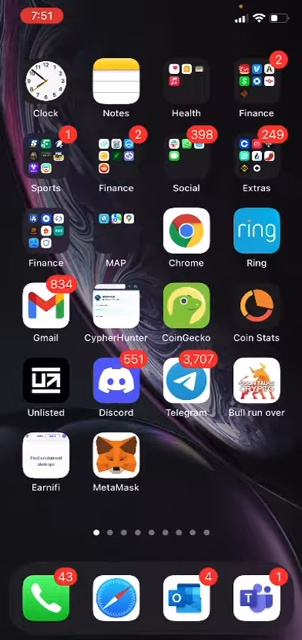 7:51
2
Clock Notes Health Finance
1 2 398 249
Sports Finance Social Extras
ring
Finance MAP Chrome Ring
834
Gmail CypherHunter CoinGecko Coin Stats
551 3,707
Unlisted Discord Telegram Bull run over
Earnifi MetaMask
43 4 1